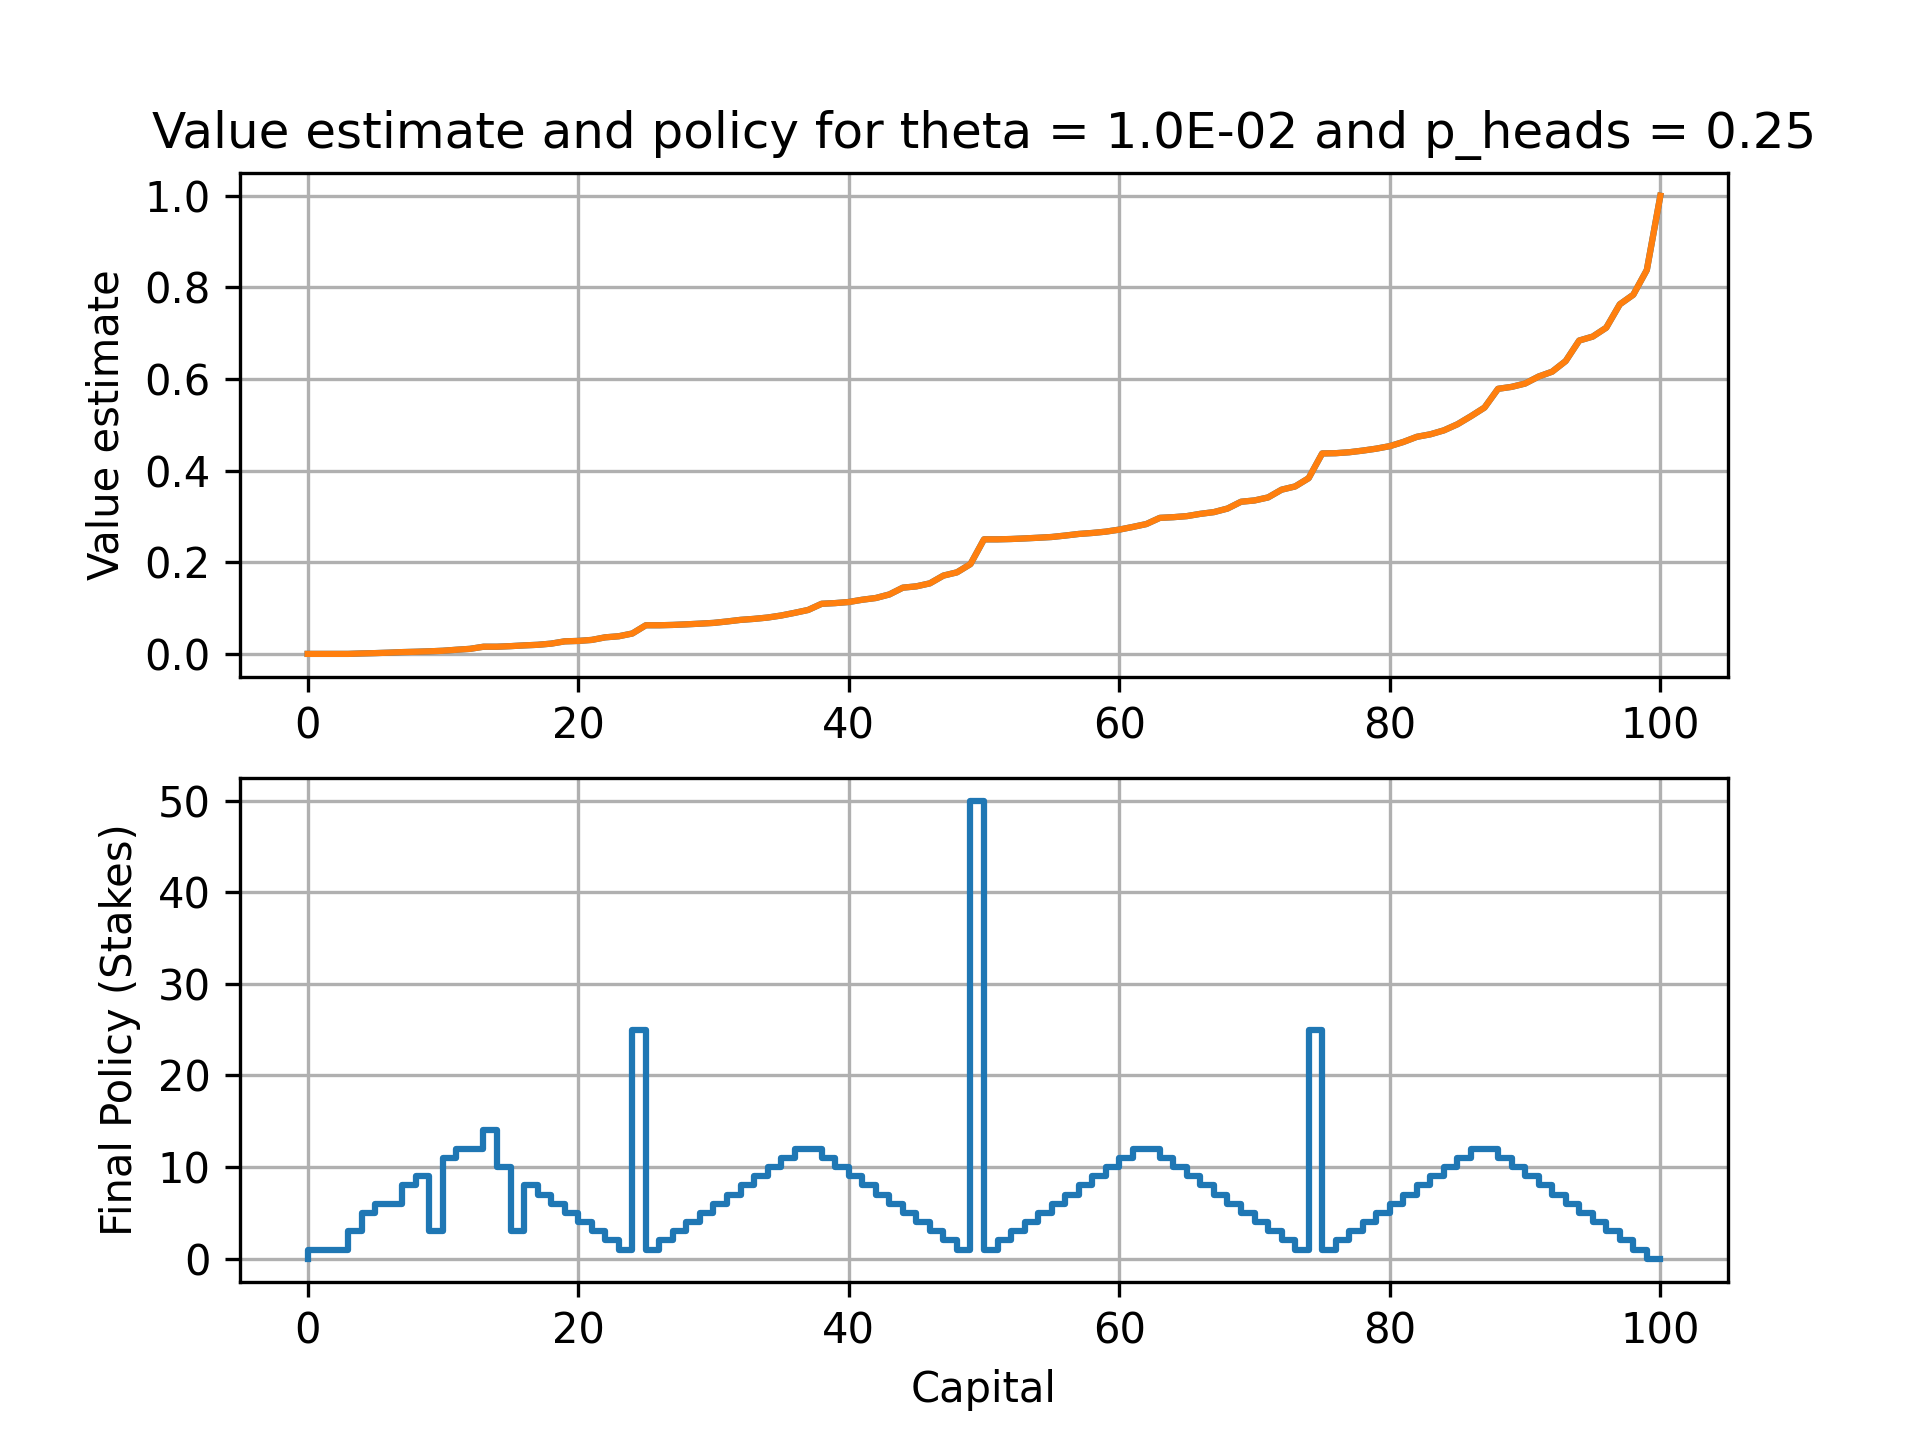 Value estimate and policy for theta = 1.0E-02 and p_heads = 0.25
Value estimate
1.0
0.8
0.6
0.4
0.2
0.0
0 20 40 60 80 100
Final Policy (Stakes)
50
40
30
20
10
0
0 20 40 60 80 100
Capital